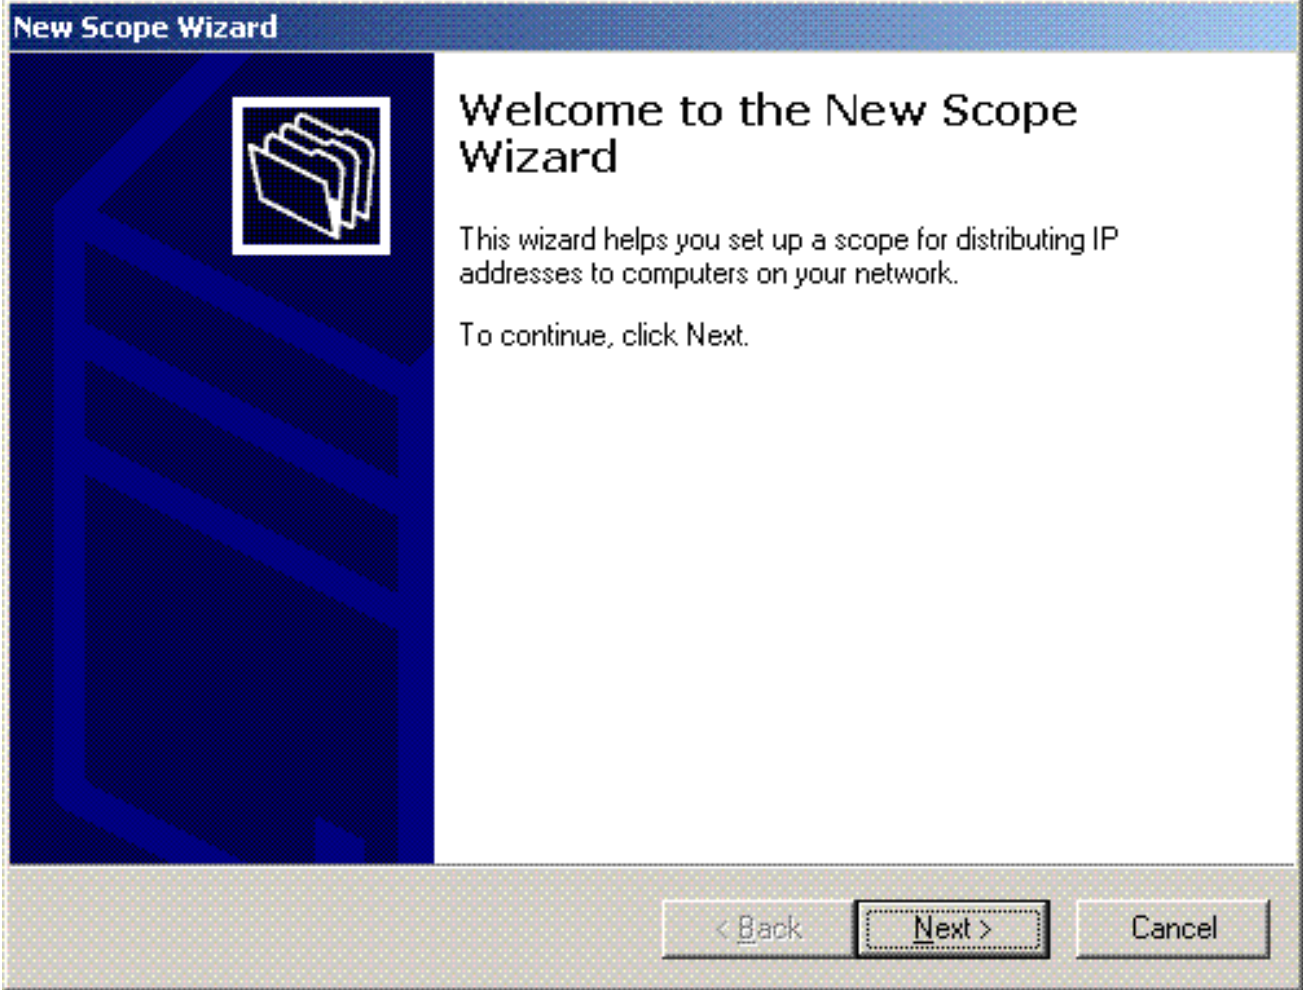 New Scope Wizard
Welcome to the New Scope
Wizard
This wizard helps you set up a scope for distributing IP
addresses to computers on your network.
To continue, click Next.
< Back Next > Cancel